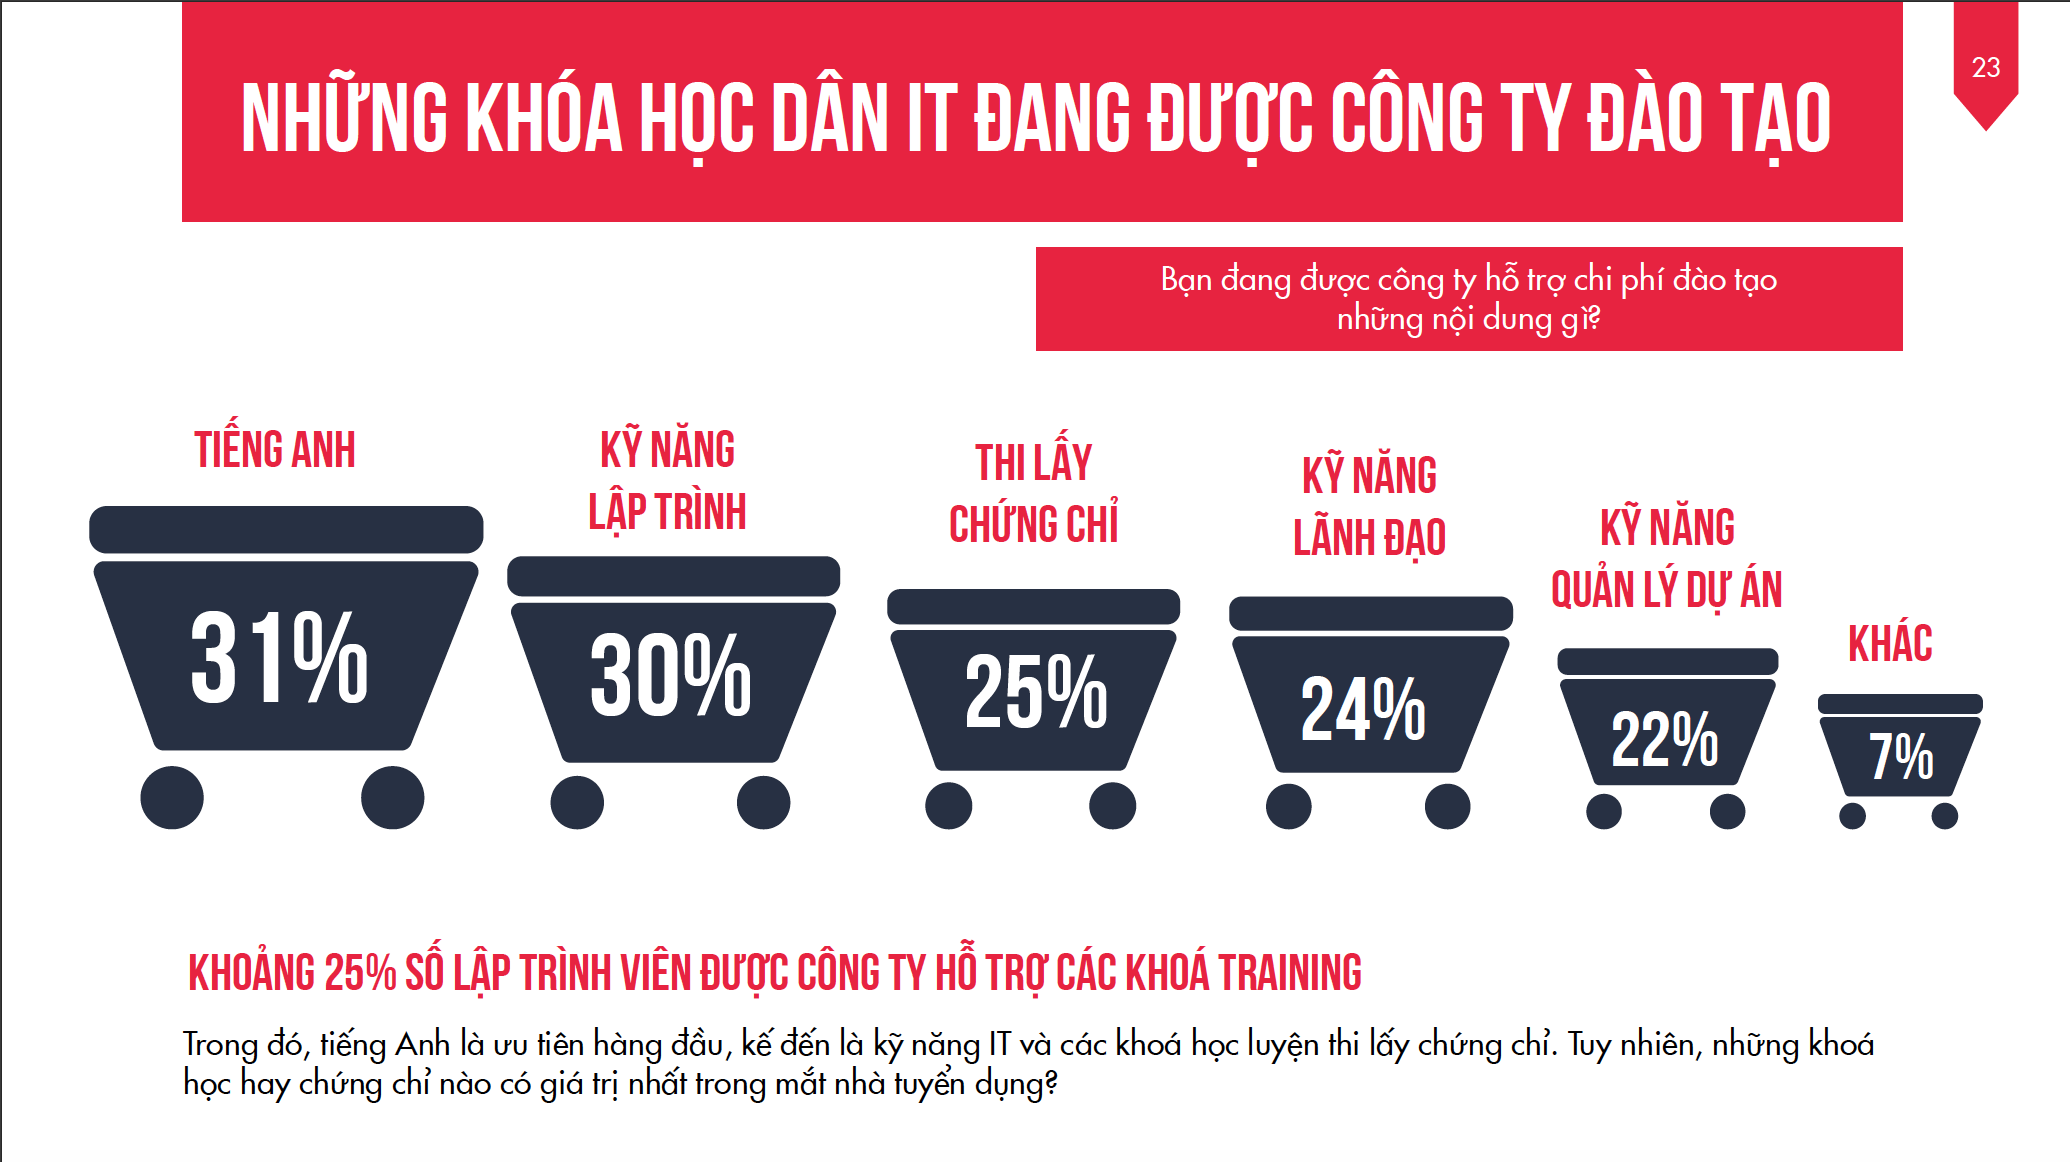 23
NHỮNG KHÓA HỌC DÂN IT ĐANG ĐƯỢC CÔNG TY ĐÀO TẠO
Bạn đang được công ty hỗ trợ chi phí đào tạo
những nội dung gì?
TIẾNG ANH
31%
KỸ NĂNG
LẬP TRÌNH
30%
THI LẤY
CHỨNG CHỈ
25%
KỸ NĂNG
LÃNH ĐẠO
24%
KỸ NĂNG
QUẢN LÝ DỰ ÁN
22%
KHÁC
7%
KHOẢNG 25% SỐ LẬP TRÌNH VIÊN ĐƯỢC CÔNG TY HỖ TRỢ CÁC KHOÁ TRAINING
Trong đó, tiếng Anh là ưu tiên hàng đầu, kế đến là kỹ năng IT và các khoá học luyện thi lấy chứng chỉ. Tuy nhiên, những khoá
học hay chứng chỉ nào có giá trị nhất trong mắt nhà tuyển dụng?